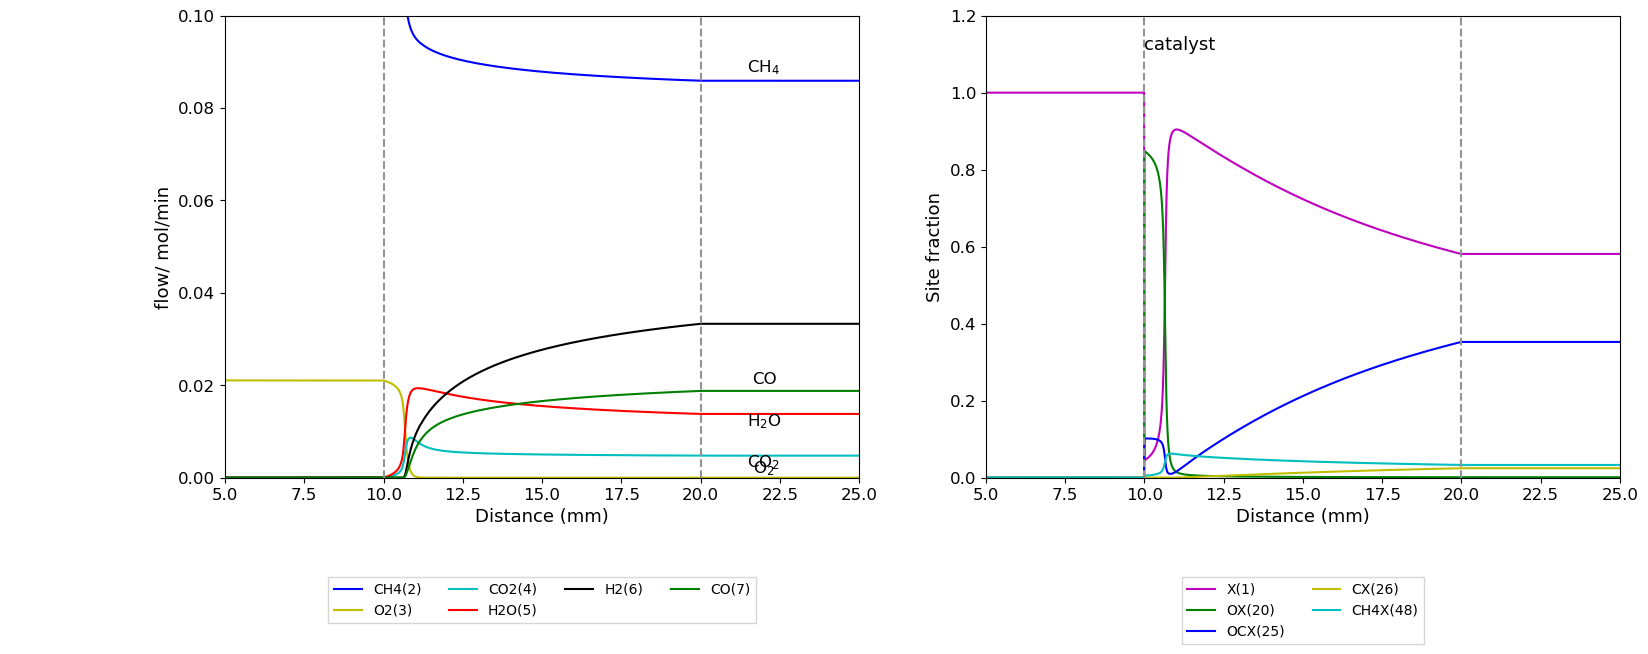 0.10
0.08
0.06
0.04
0.02
0.00
flow/ mol/min
CH₄
CO
H₂O
CO₂
O₂
5.0 7.5 10.0 12.5 15.0 17.5 20.0 22.5 25.0
Distance (mm)
CH4(2) CO2(4) H2(6) CO(7)
O2(3) H2O(5)
1.2
1.0
0.8
0.6
0.4
0.2
0.0
Site fraction
catalyst
5.0 7.5 10.0 12.5 15.0 17.5 20.0 22.5 25.0
Distance (mm)
X(1) CX(26)
OX(20) CH4X(48)
OCX(25)